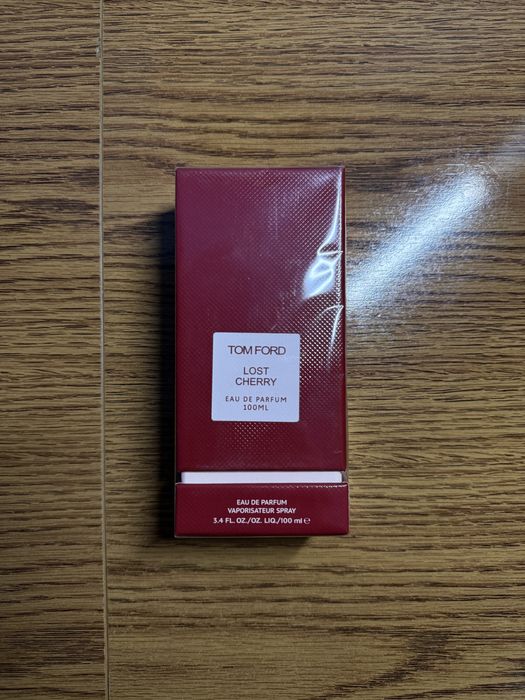 TOM FORD
LOST
CHERRY
EAU DE PARFUM
100ML
EAU DE PARFUM
VAPORISATEUR SPRAY
3.4 FL. OZ./OZ. LIQ./100 ml ℮